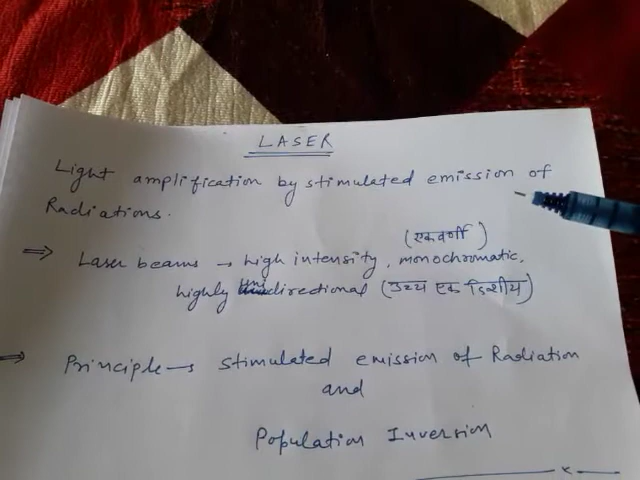 LASER
Light amplification by stimulated emission of
Radiations.
(एकवर्णी)
⇒ Laser beams → high intensity, monochromatic,
highly directional (उच्च एक दिशीय)
⇒ Principle → Stimulated emission of Radiation
and
Population Inversion
x